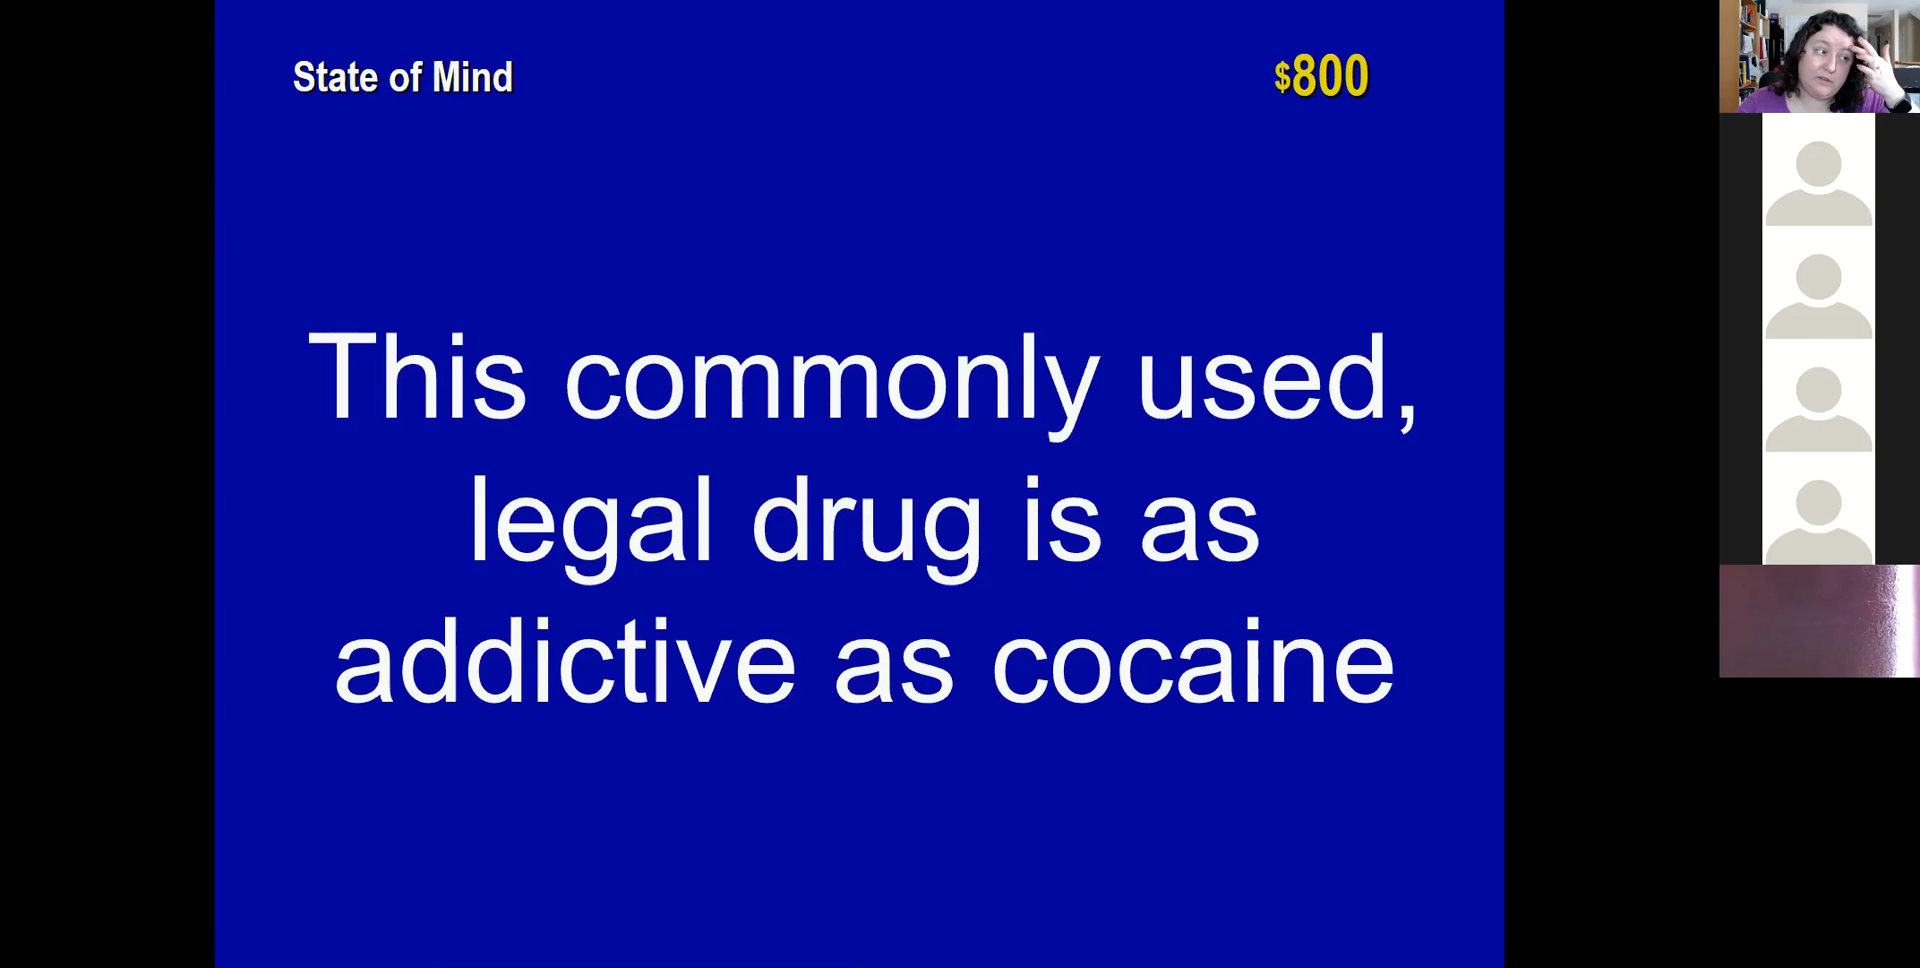 State of Mind
$800
This commonly used,
legal drug is as
addictive as cocaine